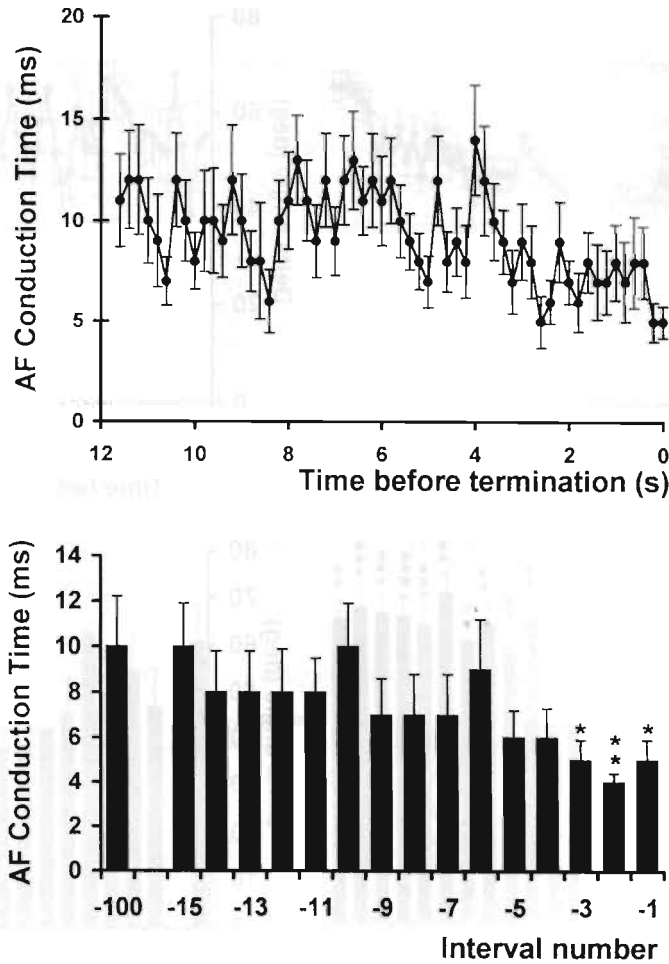 AF Conduction Time (ms)
20
15
10
5
0
12 10 8 6 4 2 0
Time before termination (s)
AF Conduction Time (ms)
14
12
10
8
6
4
2
0
* ** *
-100 -15 -13 -11 -9 -7 -5 -3 -1
Interval number